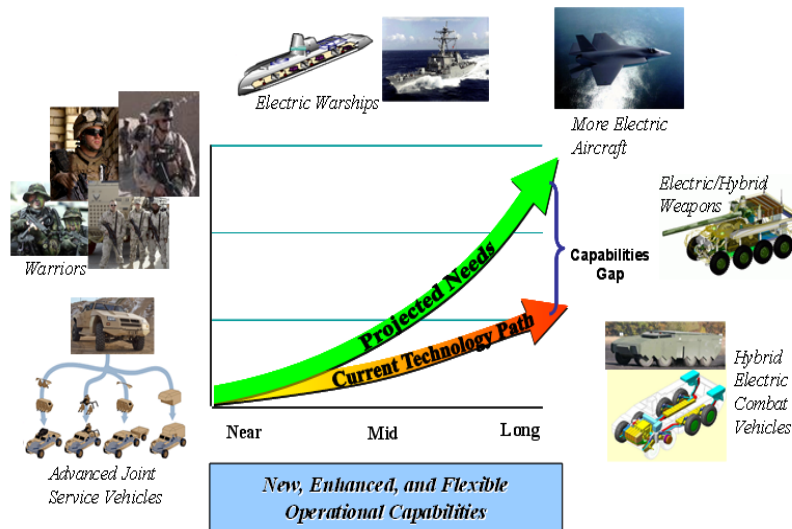 Electric Warships
More Electric
Aircraft
Electric/Hybrid
Weapons
Warriors
Projected Needs
Capabilities
Gap
Current Technology Path
Hybrid
Electric
Combat
Vehicles
Near
Mid
Long
Advanced Joint
Service Vehicles
New, Enhanced, and Flexible
Operational Capabilities